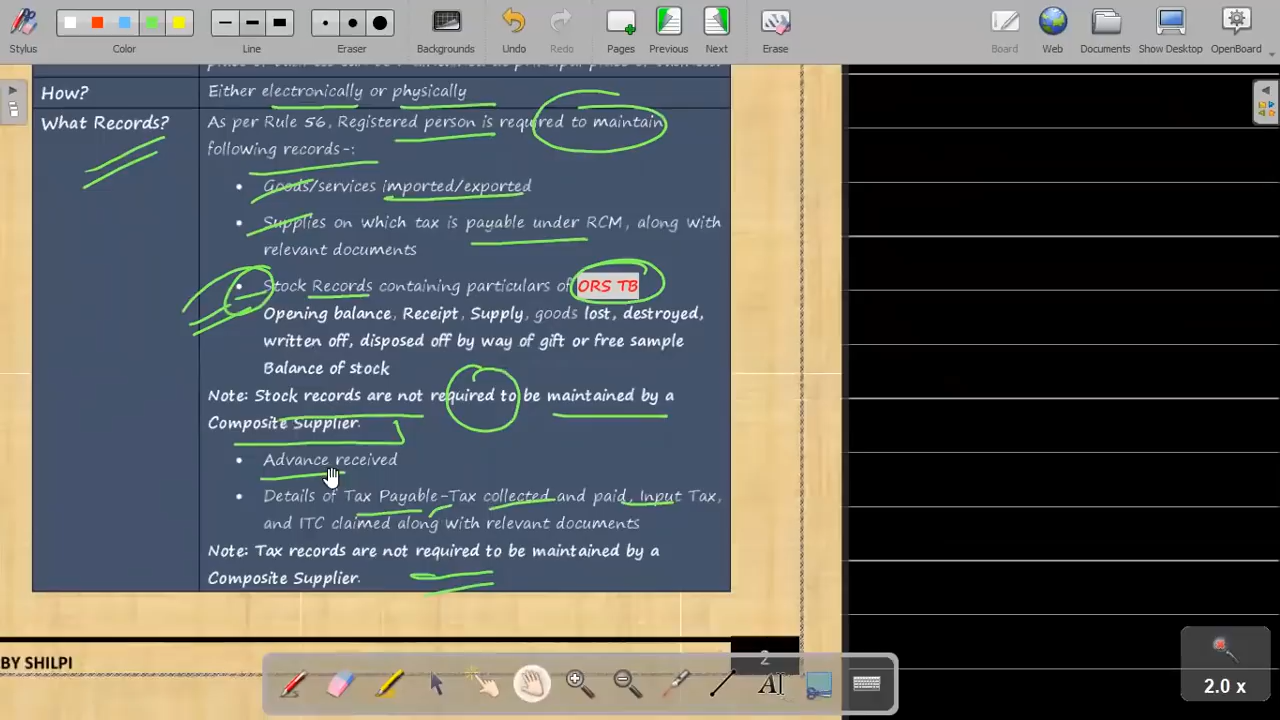 Stylus
Color
Line
Eraser
Backgrounds
Undo
Redo
Pages
Previous
Next
Erase
Board
Web
Documents
Show Desktop
OpenBoard
How?
Either electronically or physically
What Records?
As per Rule 56, Registered person is required to maintain
following records-:
• Goods/services imported/exported
• Supplies on which tax is payable under RCM, along with
relevant documents
• Stock Records containing particulars of ORS TB
Opening balance, Receipt, Supply, goods lost, destroyed,
written off, disposed off by way of gift or free sample
Balance of stock
Note: Stock records are not required to be maintained by a
Composite Supplier.
• Advance received
• Details of Tax Payable-Tax collected and paid, Input Tax,
and ITC claimed along with relevant documents
Note: Tax records are not required to be maintained by a
Composite Supplier.
BY SHILPI
2
2.0 x